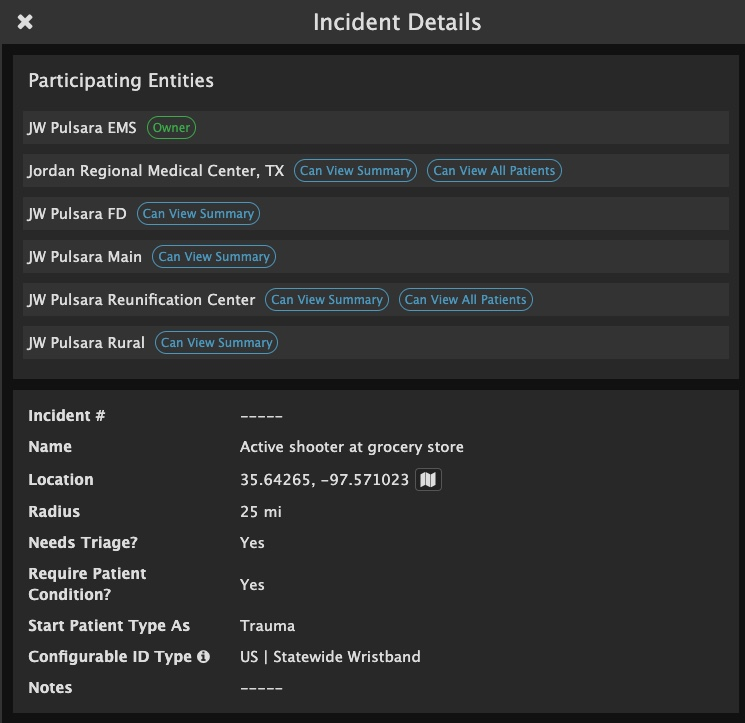 Incident Details
Participating Entities
JW Pulsara EMS Owner
Jordan Regional Medical Center, TX Can View Summary Can View All Patients
JW Pulsara FD Can View Summary
JW Pulsara Main Can View Summary
JW Pulsara Reunification Center Can View Summary Can View All Patients
JW Pulsara Rural Can View Summary
Incident # -----
Name Active shooter at grocery store
Location 35.64265, -97.571023
Radius 25 mi
Needs Triage? Yes
Require Patient
Condition? Yes
Start Patient Type As Trauma
Configurable ID Type US | Statewide Wristband
Notes -----